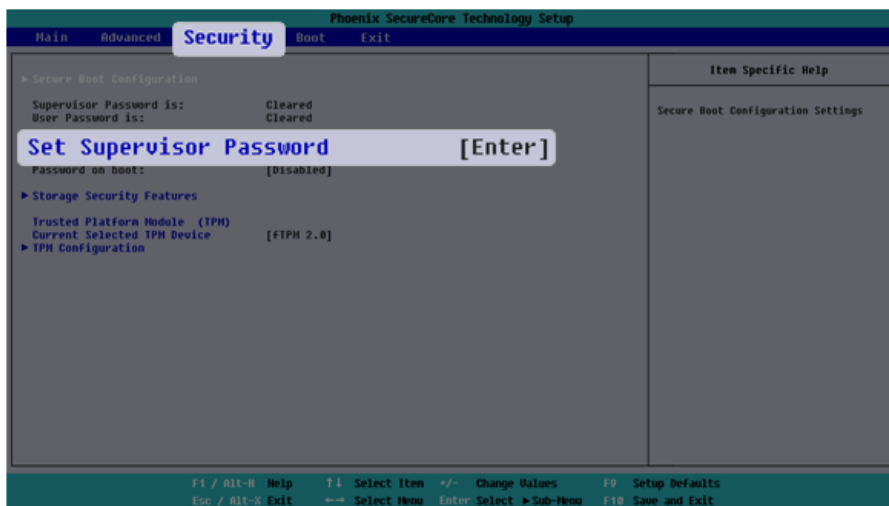 Phoenix SecureCore Technology Setup
Main Advanced Security Boot Exit
▶ Secure Boot Configuration
Supervisor Password is: Cleared
User Password is: Cleared
Set Supervisor Password [Enter]
Password on boot: [Disabled]
▶ Storage Security Features
Trusted Platform Module (TPM)
Current Selected TPM Device [fTPM 2.0]
▶ TPM Configuration
Item Specific Help
Secure Boot Configuration Settings
F1 / Alt-H Help ↑↓ Select Item +/- Change Values F9 Setup Defaults
Esc / Alt-X Exit ←→ Select Menu Enter Select ▶ Sub-Menu F10 Save and Exit